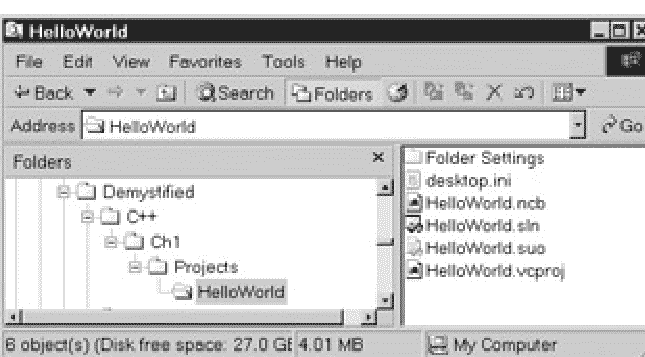 HelloWorld
File Edit View Favorites Tools Help
Back Search Folders
Address HelloWorld Go
Folders
Demystified
C++
Ch1
Projects
HelloWorld
Folder Settings
desktop.ini
HelloWorld.ncb
HelloWorld.sln
HelloWorld.suo
HelloWorld.vcproj
6 object(s) (Disk free space: 27.0 GE 4.01 MB My Computer